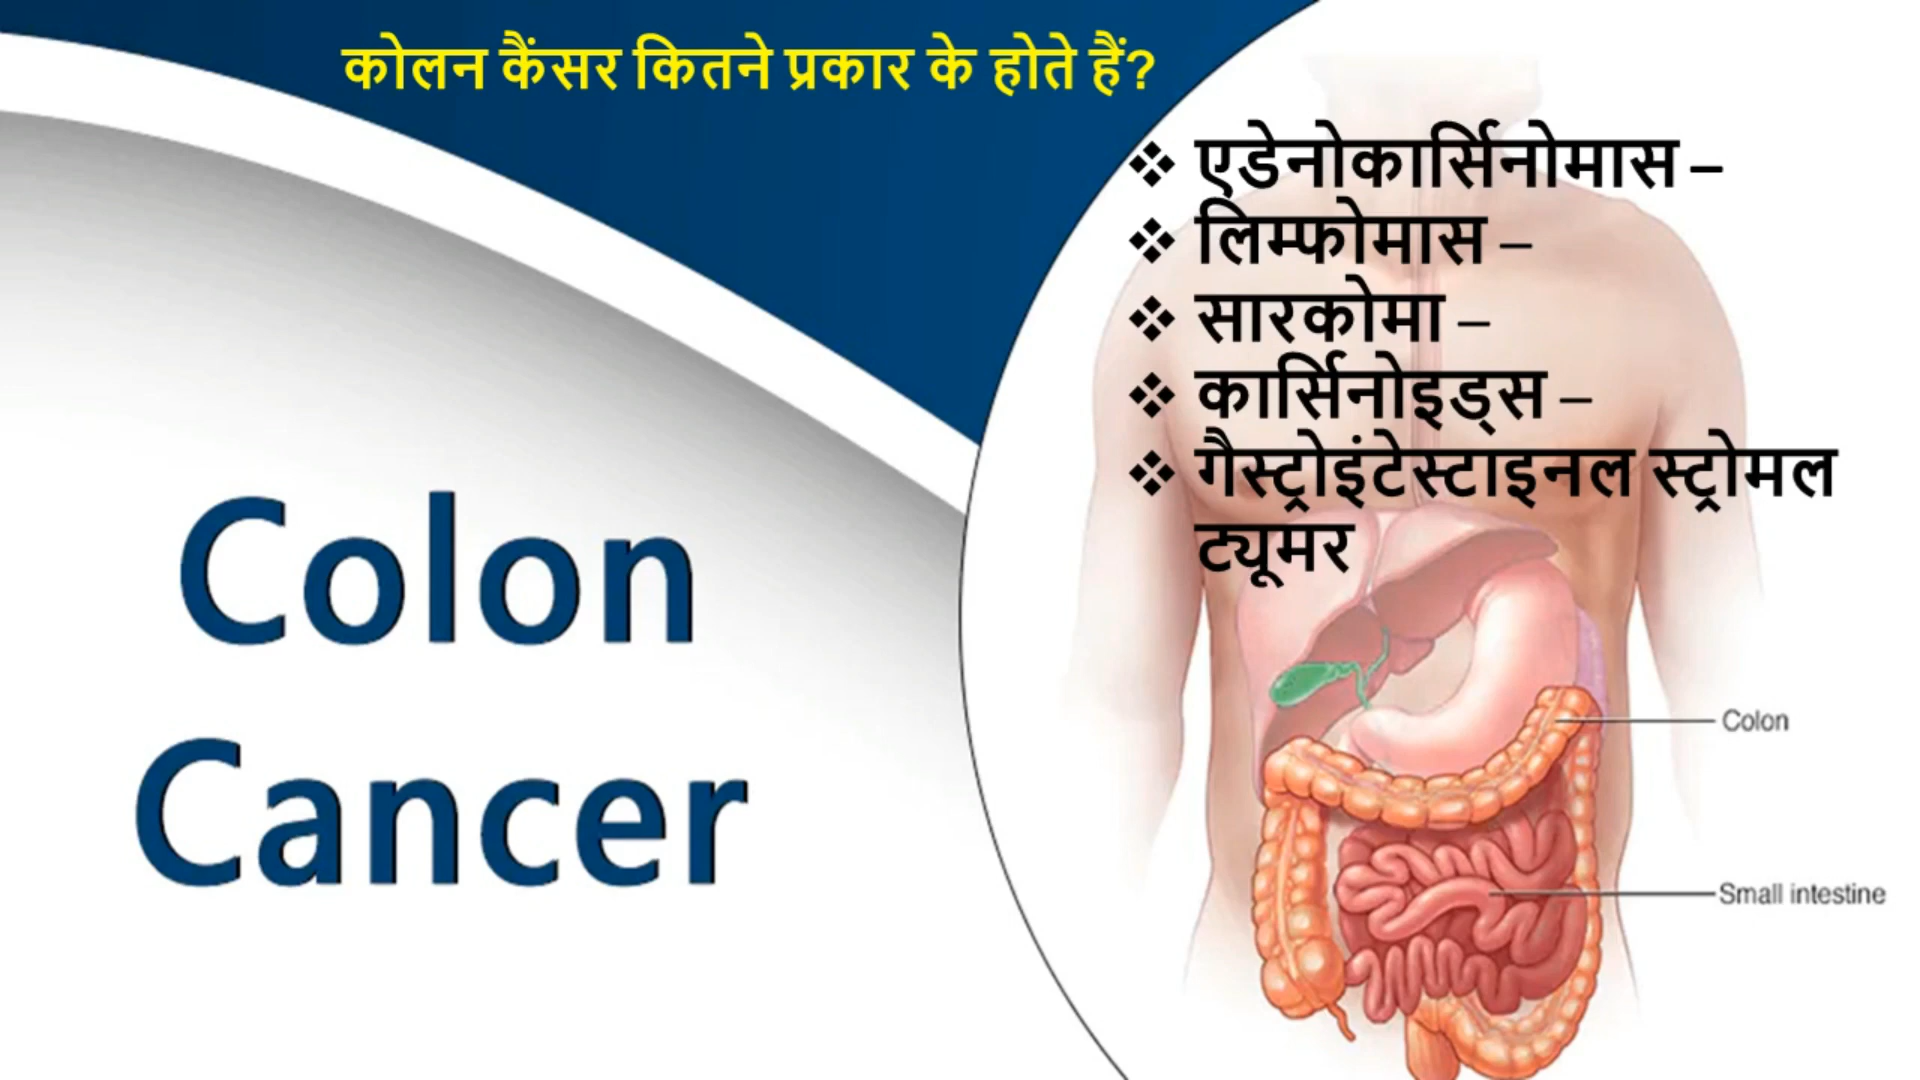 कोलन कैंसर कितने प्रकार के होते हैं?
❖ एडेनोकार्सिनोमास –
❖ लिम्फोमास –
❖ सारकोमा –
❖ कार्सिनोइड्स –
❖ गैस्ट्रोइंटेस्टाइनल स्ट्रोमल
ट्यूमर
Colon
Cancer
Colon
Small intestine